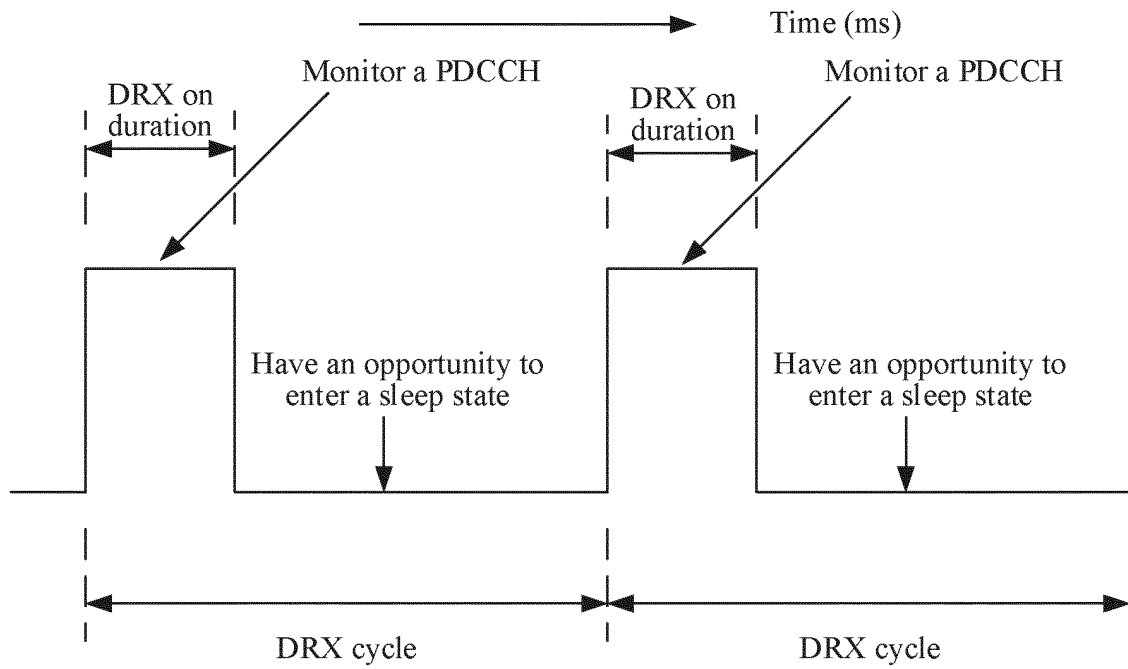 Time (ms)
Monitor a PDCCH
Monitor a PDCCH
DRX on
duration
DRX on
duration
Have an opportunity to
enter a sleep state
Have an opportunity to
enter a sleep state
DRX cycle
DRX cycle